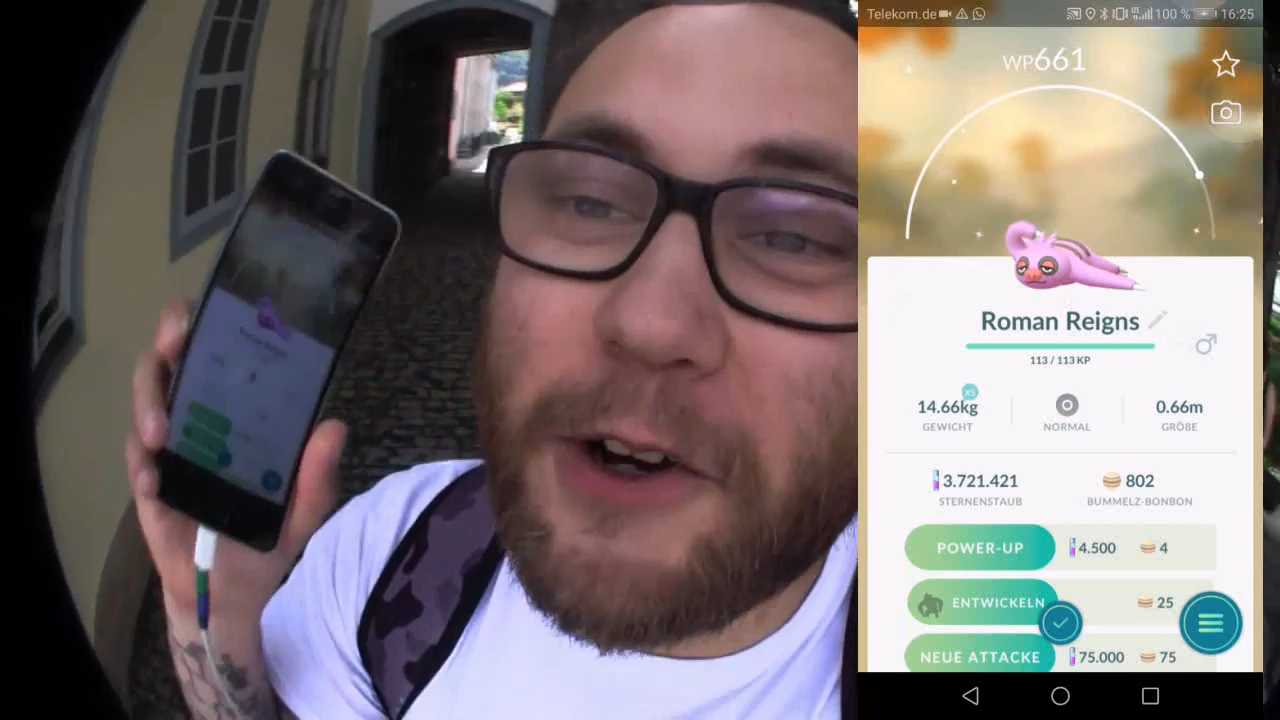 Telekom.de 100 % 16:25
WP661
Roman Reigns
113 / 113 KP
XS
14.66kg
GEWICHT
NORMAL
0.66m
GRÖßE
3.721.421
STERNENSTAUB
802
BUMMELZ-BONBON
POWER-UP 4.500 4
ENTWICKELN 25
NEUE ATTACKE 75.000 75